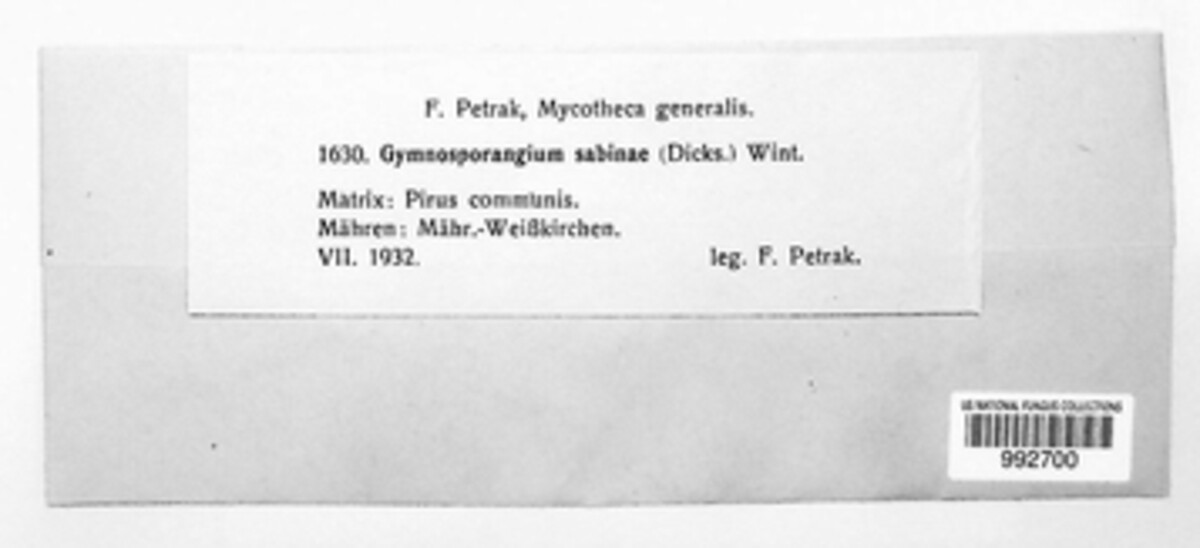 F. Petrak, Mycotheca generalis.
1630. Gymnosporangium sabinae (Dicks.) Wint.
Matrix: Pirus communis.
Mähren: Mähr.-Weißkirchen.
VII. 1932. leg. F. Petrak.
US NATIONAL FUNGUS COLLECTIONS
992700